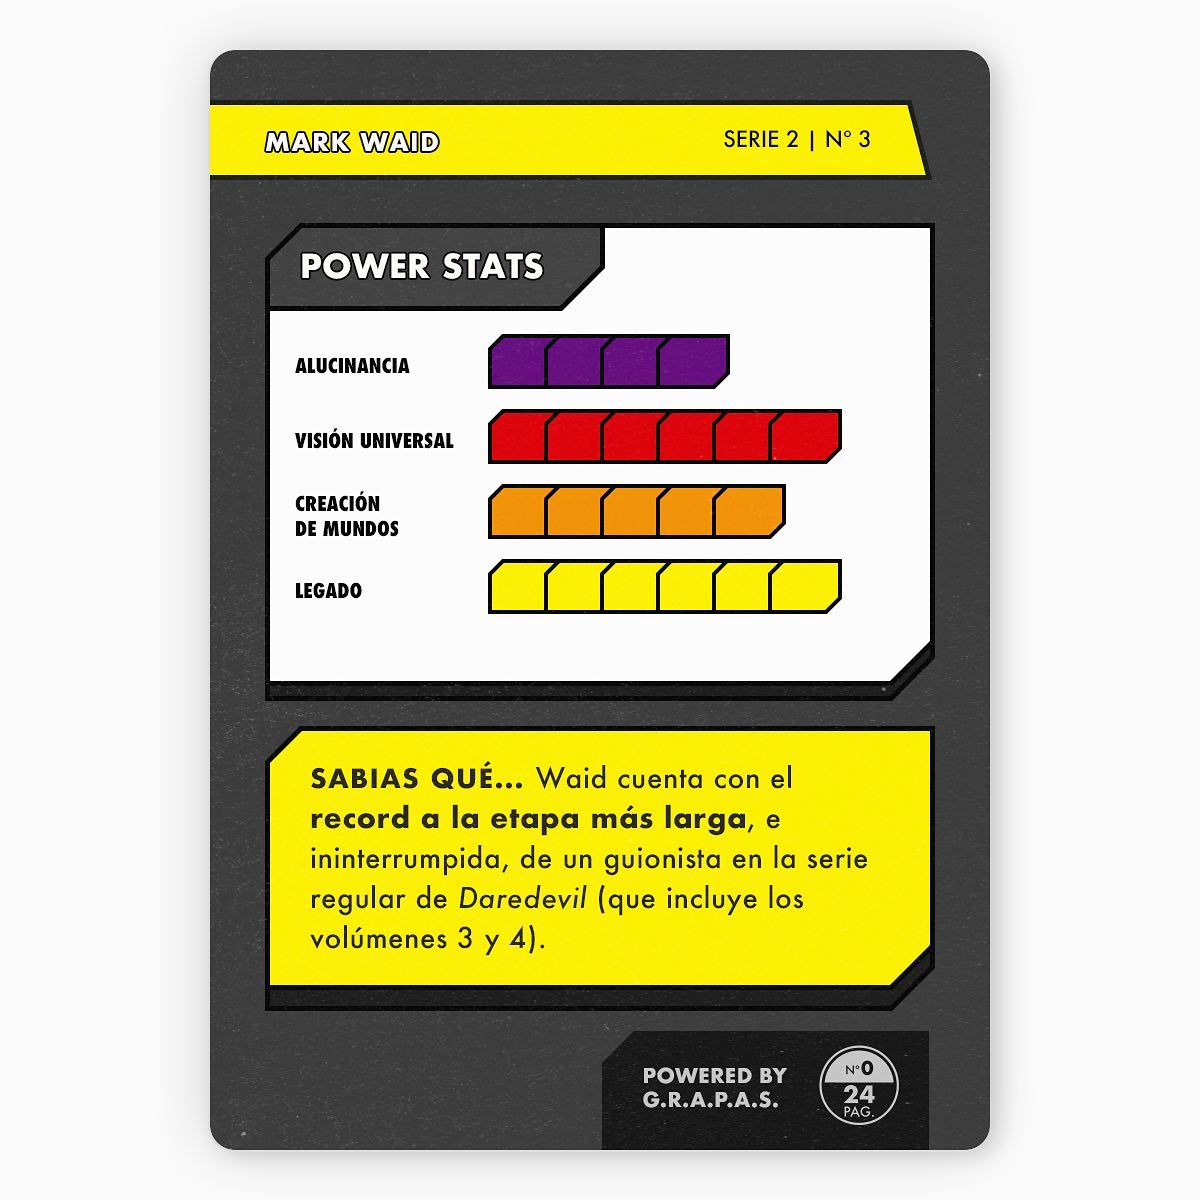 MARK WAID
SERIE 2 | N° 3
POWER STATS
ALUCINANCIA
VISIÓN UNIVERSAL
CREACIÓN
DE MUNDOS
LEGADO
SABIAS QUÉ... Waid cuenta con el
record a la etapa más larga, e
ininterrumpida, de un guionista en la serie
regular de Daredevil (que incluye los
volúmenes 3 y 4).
POWERED BY
G.R.A.P.A.S.
N°0
24
PAG.